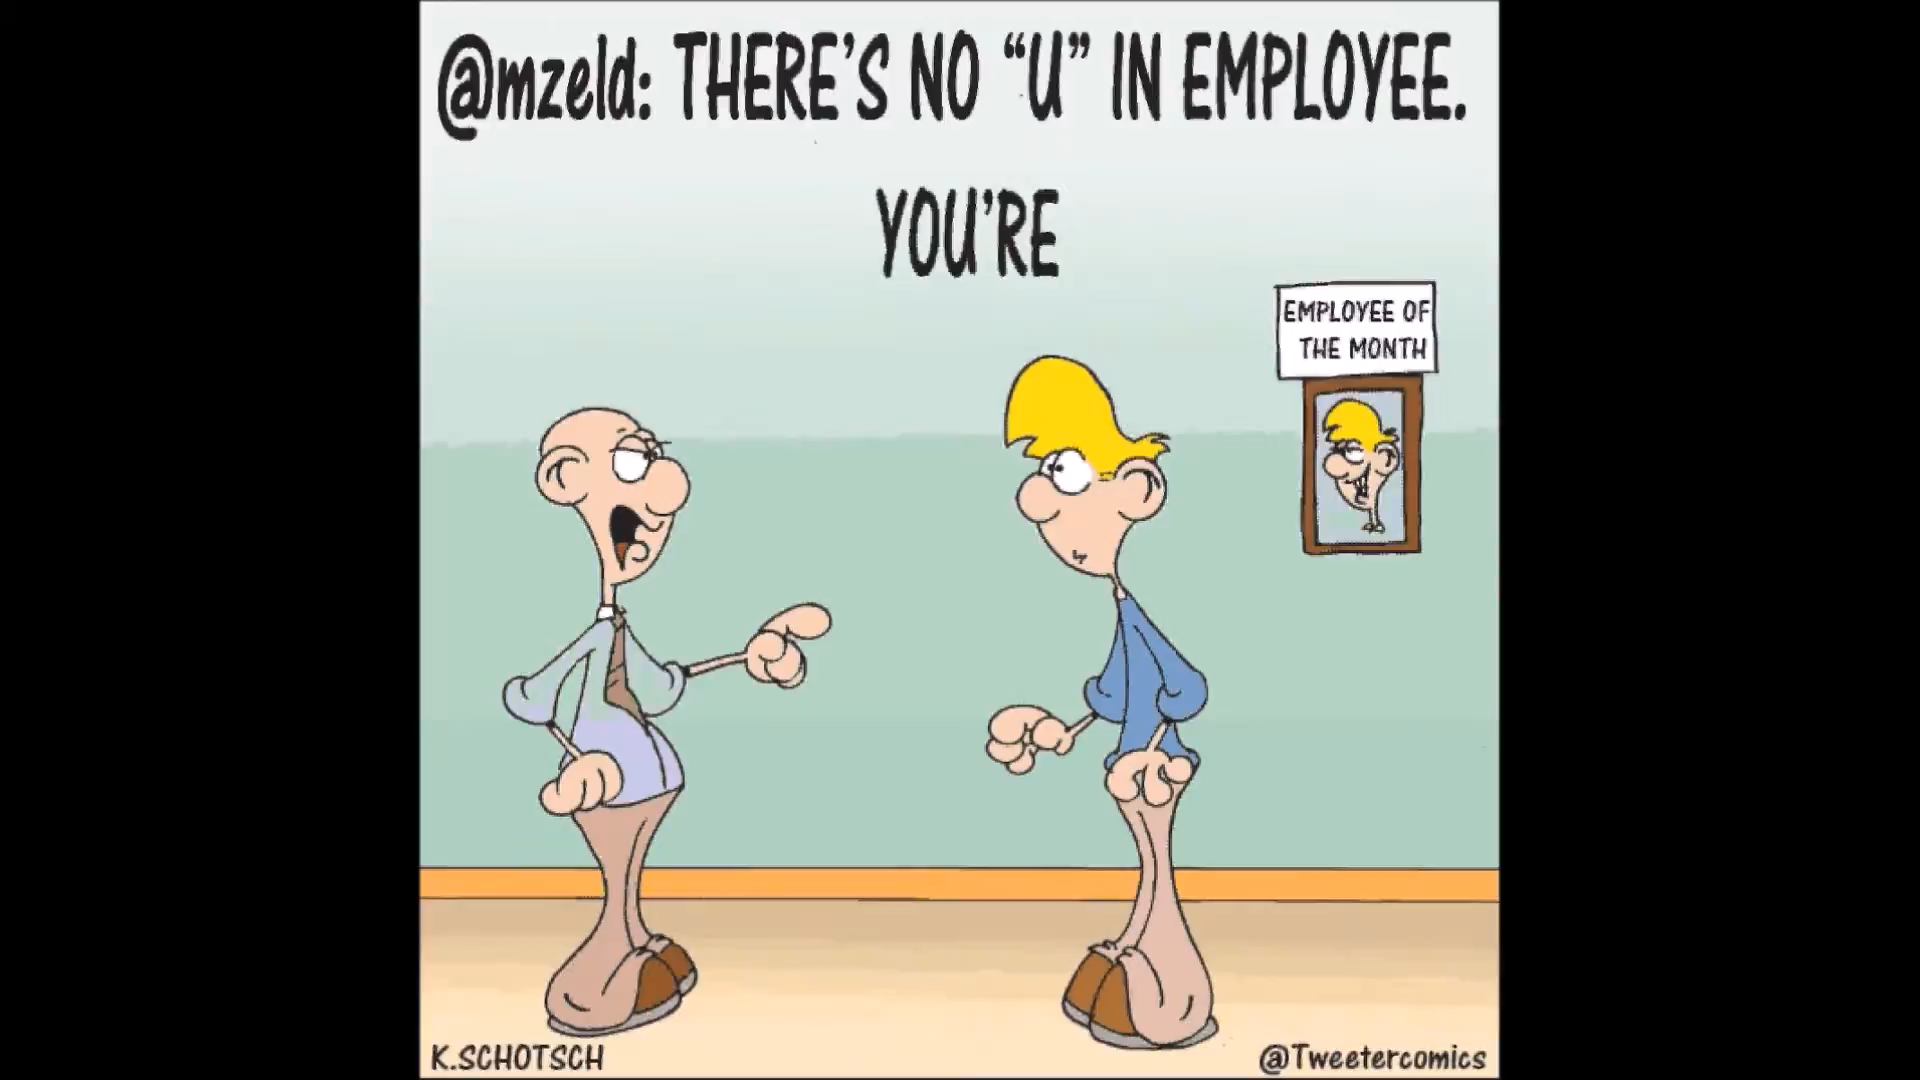 @mzeld: THERE'S NO “U” IN EMPLOYEE.
YOU'RE
EMPLOYEE OF
THE MONTH
K.SCHOTSCH
@Tweetercomics